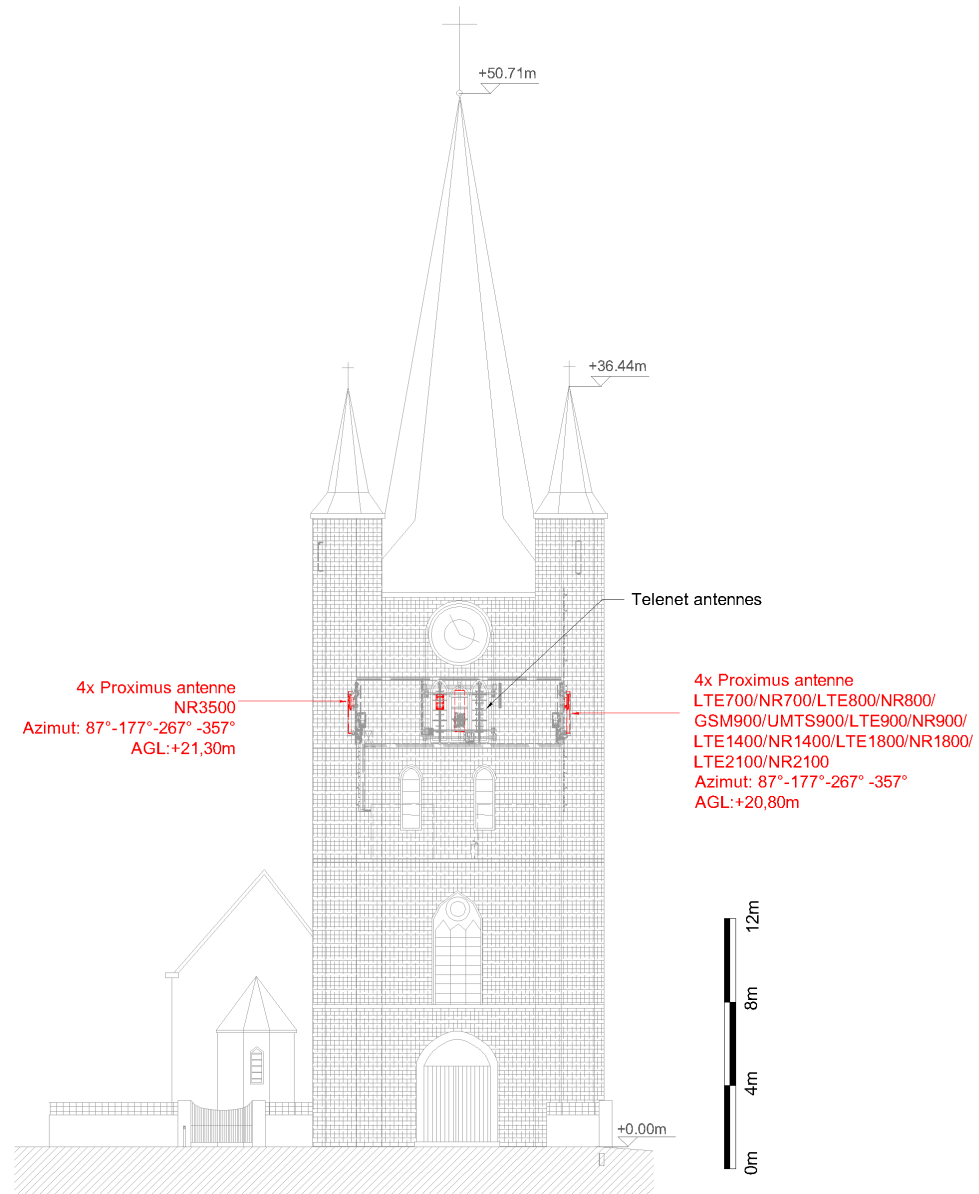 +50.71m
+36.44m
Telenet antennes
4x Proximus antenne
NR3500
Azimut: 87°-177°-267° -357°
AGL:+21,30m
4x Proximus antenne
LTE700/NR700/LTE800/NR800/
GSM900/UMTS900/LTE900/NR900/
LTE1400/NR1400/LTE1800/NR1800/
LTE2100/NR2100
Azimut: 87°-177°-267° -357°
AGL:+20,80m
12m
8m
4m
0m
+0.00m